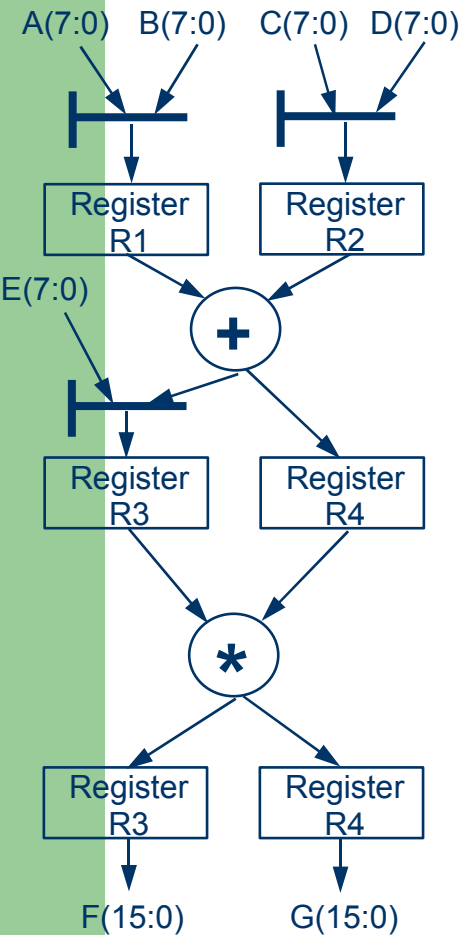 A(7:0) B(7:0) C(7:0) D(7:0)
Register
R1
Register
R2
E(7:0)
+
Register
R3
Register
R4
*
Register
R3
Register
R4
F(15:0) G(15:0)